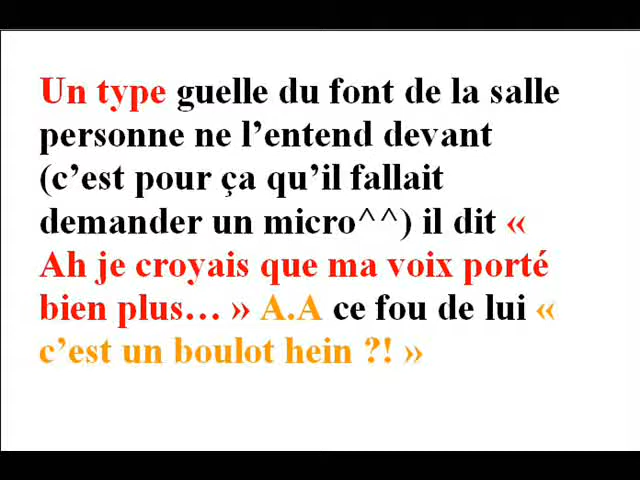 Un type guelle du font de la salle
personne ne l’entend devant
(c’est pour ça qu’il fallait
demander un micro^^) il dit «
Ah je croyais que ma voix porté
bien plus… » A.A ce fou de lui «
c’est un boulot hein ?! »